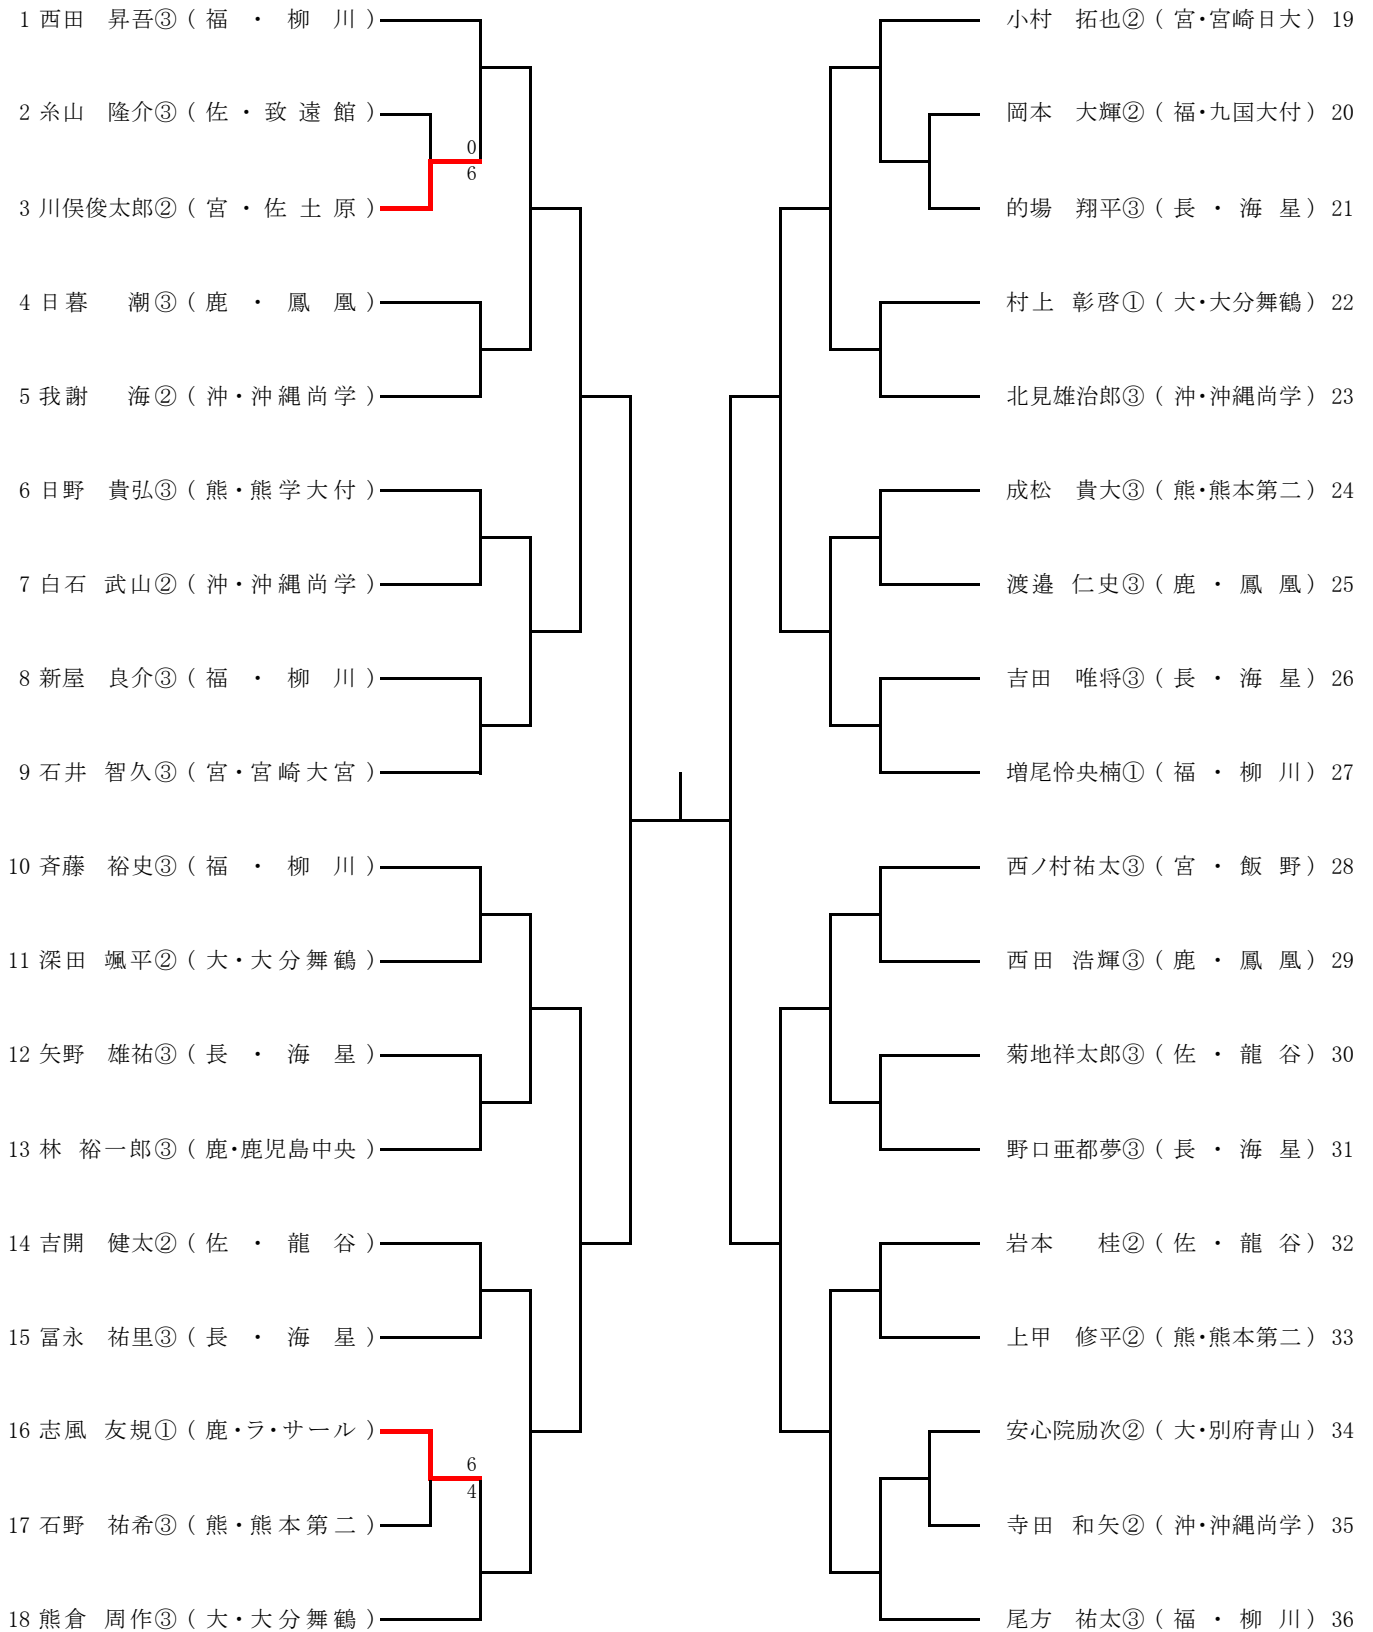 1 西田 昇吾③ ( 福 ・ 柳 川 )
2 糸山 隆介③ ( 佐 ・ 致 遠 館 )
0
6
3 川俣俊太郎② ( 宮 ・ 佐 土 原 )
4 日暮 潮③ ( 鹿 ・ 鳳 凰 )
5 我謝 海② ( 沖 ・ 沖縄尚学 )
6 日野 貴弘③ ( 熊 ・ 熊学大付 )
7 白石 武山② ( 沖 ・ 沖縄尚学 )
8 新屋 良介③ ( 福 ・ 柳 川 )
9 石井 智久③ ( 宮 ・ 宮崎大宮 )
10 斉藤 裕史③ ( 福 ・ 柳 川 )
11 深田 颯平② ( 大 ・ 大分舞鶴 )
12 矢野 雄祐③ ( 長 ・ 海 星 )
13 林 裕一郎③ ( 鹿・鹿児島中央 )
14 吉開 健太② ( 佐 ・ 龍 谷 )
15 冨永 祐里③ ( 長 ・ 海 星 )
16 志風 友規① ( 鹿・ラ・サール )
6
4
17 石野 祐希③ ( 熊 ・ 熊本第二 )
18 熊倉 周作③ ( 大 ・ 大分舞鶴 )
小村 拓也② ( 宮・宮崎日大 ) 19
岡本 大輝② ( 福・九国大付 ) 20
的場 翔平③ ( 長 ・ 海 星 ) 21
村上 彰啓① ( 大・大分舞鶴 ) 22
北見雄治郎③ ( 沖・沖縄尚学 ) 23
成松 貴大③ ( 熊・熊本第二 ) 24
渡邉 仁史③ ( 鹿 ・ 鳳 凰 ) 25
吉田 唯将③ ( 長 ・ 海 星 ) 26
増尾怜央楠① ( 福 ・ 柳 川 ) 27
西ノ村祐太③ ( 宮 ・ 飯 野 ) 28
西田 浩輝③ ( 鹿 ・ 鳳 凰 ) 29
菊地祥太郎③ ( 佐 ・ 龍 谷 ) 30
野口亜都夢③ ( 長 ・ 海 星 ) 31
岩本 桂② ( 佐 ・ 龍 谷 ) 32
上甲 修平② ( 熊・熊本第二 ) 33
安心院励次② ( 大・別府青山 ) 34
寺田 和矢② ( 沖・沖縄尚学 ) 35
尾方 祐太③ ( 福 ・ 柳 川 ) 36